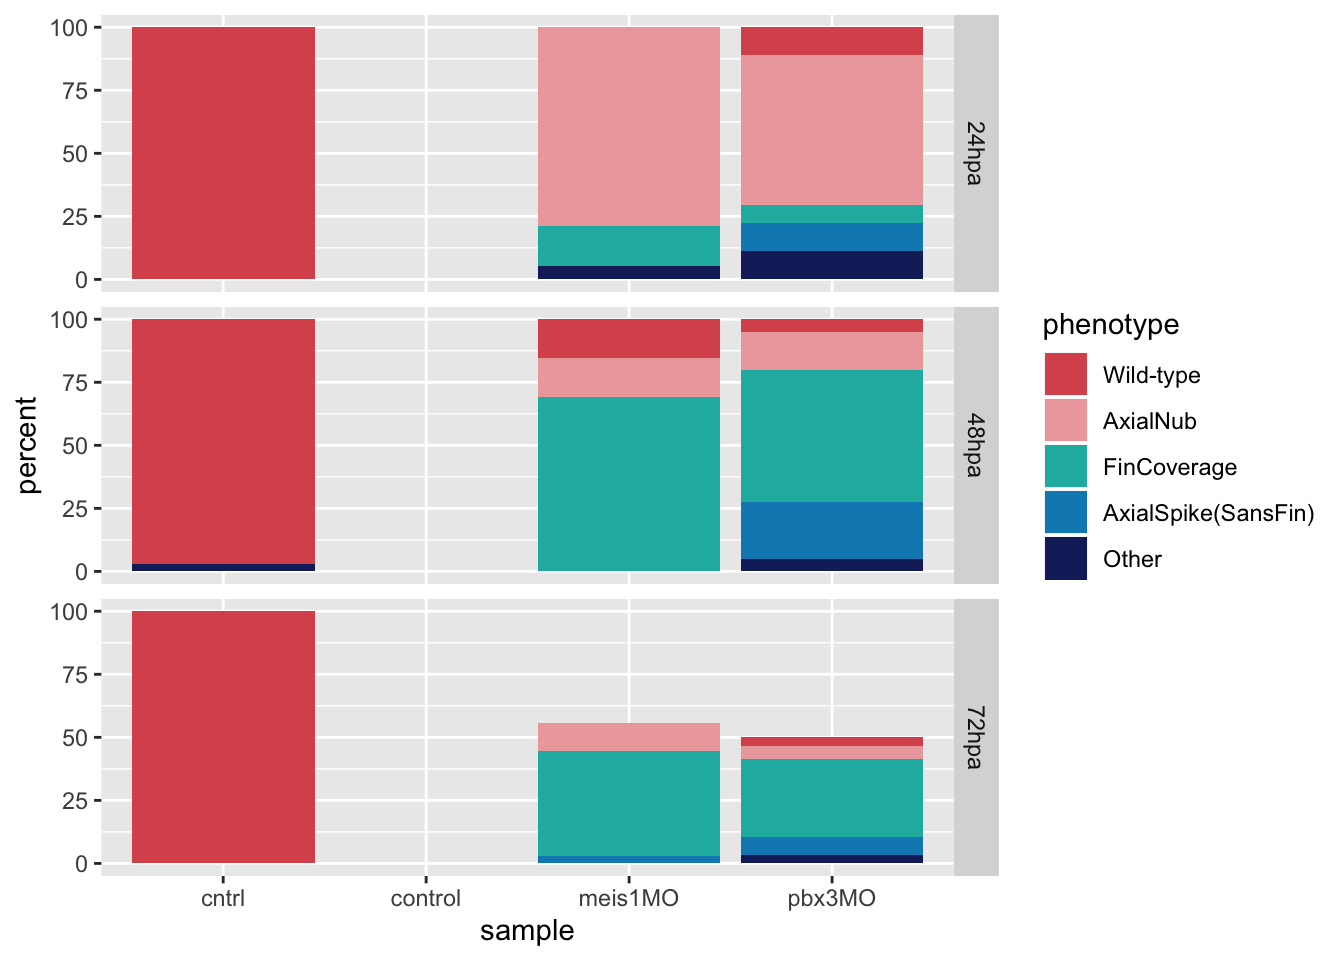 100
75
50
25
0
24hpa
100
75
50
25
0
48hpa
100
75
50
25
0
72hpa
cntrl control meis1MO pbx3MO
sample
percent
phenotype
Wild-type
AxialNub
FinCoverage
AxialSpike(SansFin)
Other